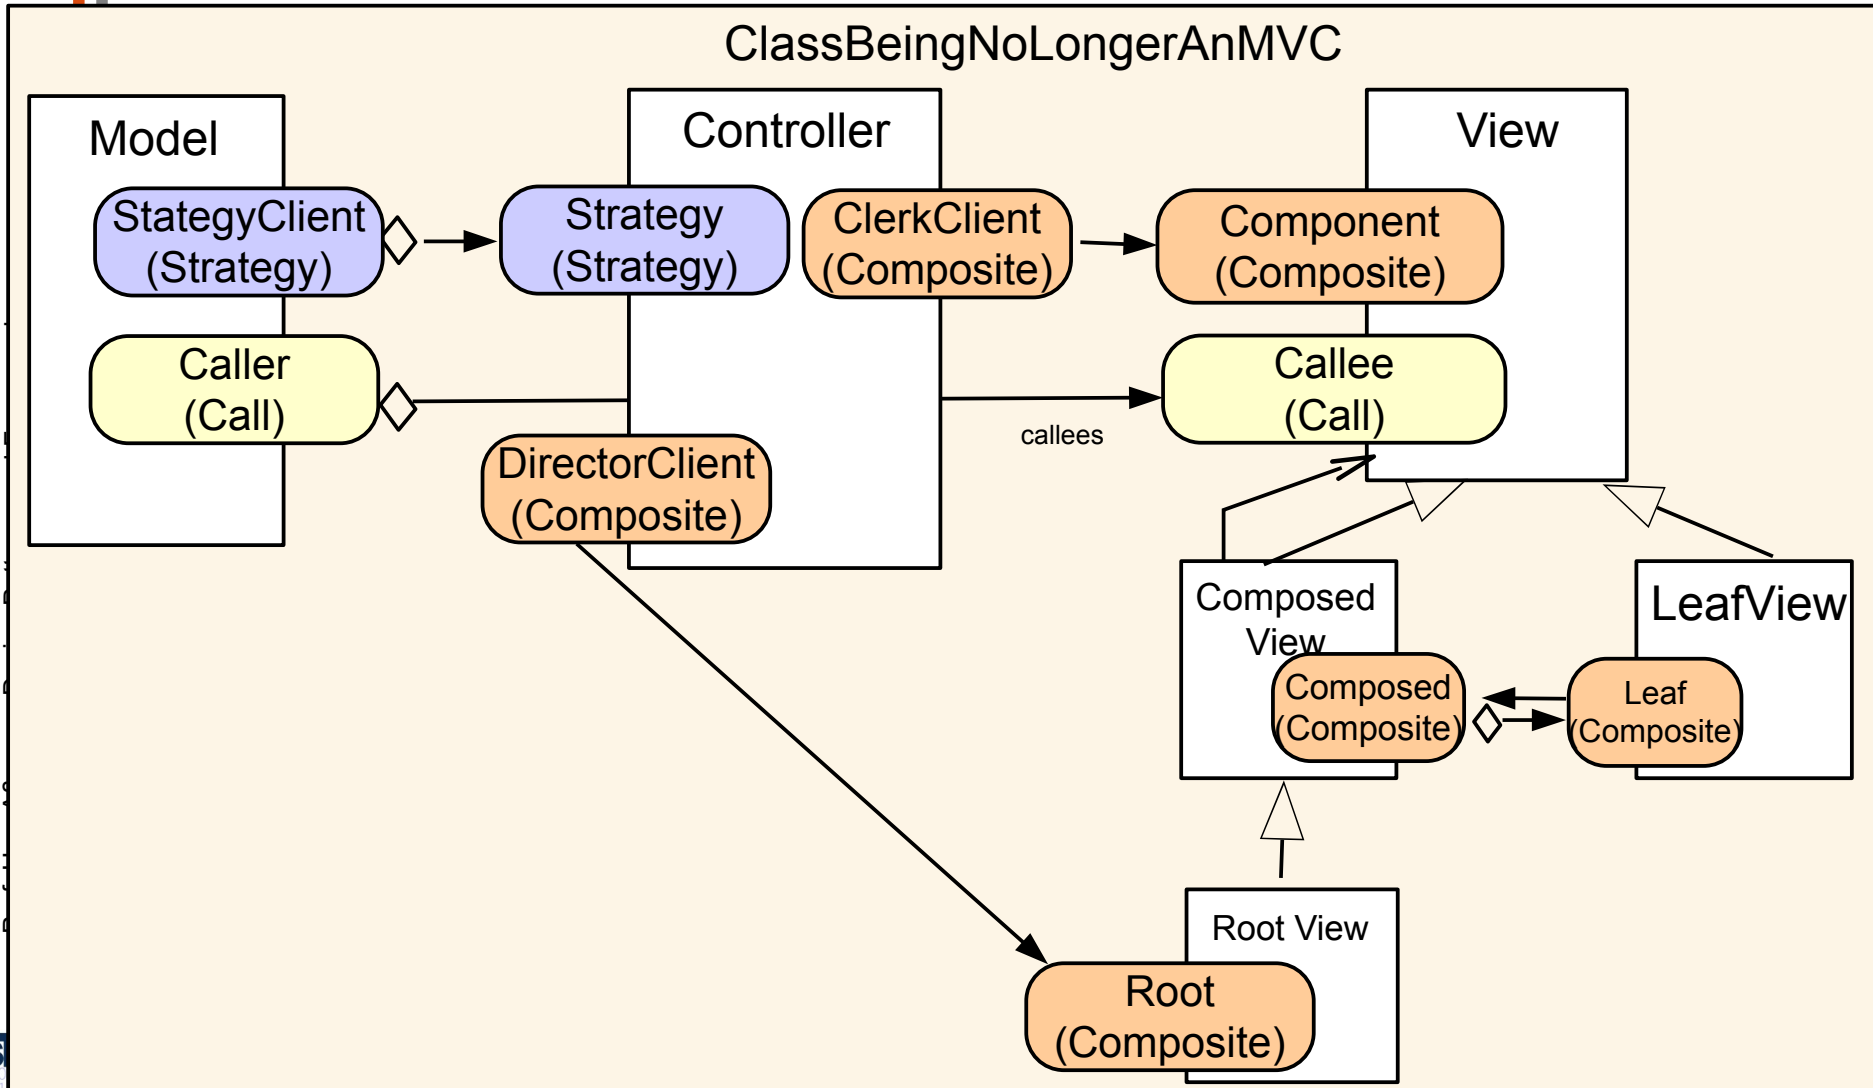 ClassBeingNoLongerAnMVC
Model
Controller
View
StategyClient
(Strategy)
Strategy
(Strategy)
ClerkClient
(Composite)
Component
(Composite)
Caller
(Call)
Callee
(Call)
callees
DirectorClient
(Composite)
Composed
View
LeafView
Composed
(Composite)
Leaf
(Composite)
Root View
Root
(Composite)